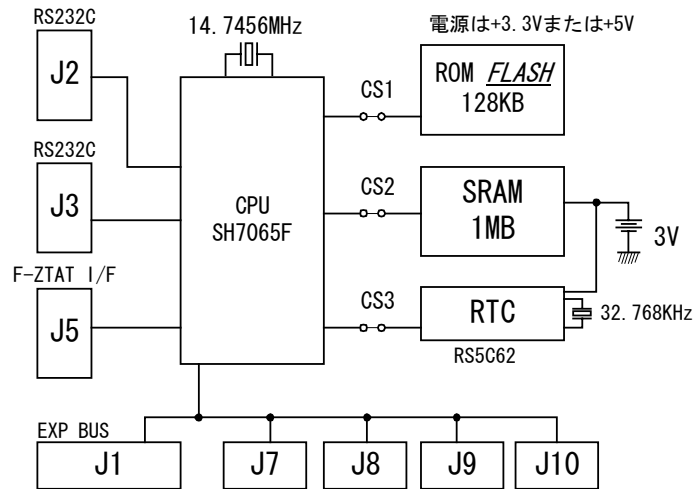 RS232C
J2
14.7456MHz
電源は+3.3Vまたは+5V
ROM FLASH
128KB
CS1
RS232C
J3
CPU
SH7065F
CS2
SRAM
1MB
3V
F-ZTAT I/F
J5
CS3
RTC
32.768KHz
RS5C62
EXP BUS
J1
J7
J8
J9
J10